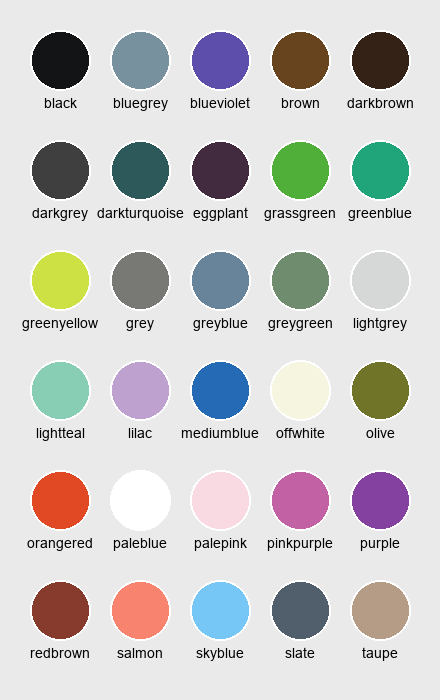 black bluegrey blueviolet brown darkbrown
darkgrey darkturquoise eggplant grassgreen greenblue
greenyellow grey greyblue greygreen lightgrey
lightteal lilac mediumblue offwhite olive
orangered paleblue palepink pinkpurple purple
redbrown salmon skyblue slate taupe